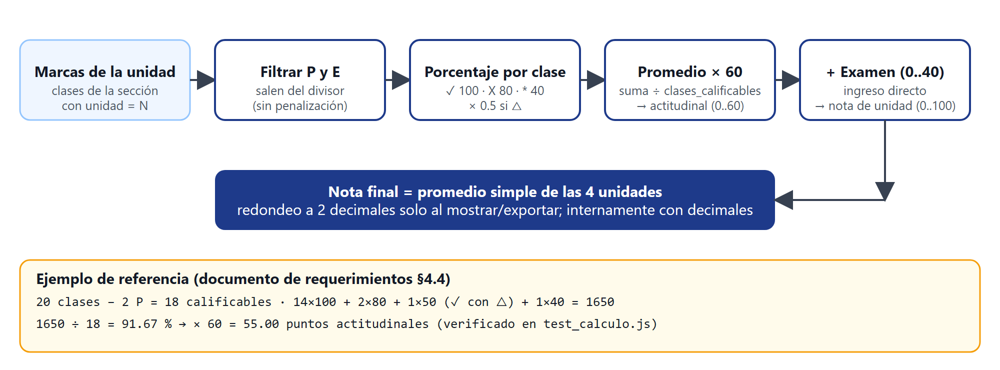 Marcas de la unidad
clases de la sección
con unidad = N
Filtrar P y E
salen del divisor
(sin penalización)
Porcentaje por clase
✓ 100 · X 80 · * 40
× 0.5 si △
Promedio × 60
suma ÷ clases_calificables
→ actitudinal (0..60)
+ Examen (0..40)
ingreso directo
→ nota de unidad (0..100)
Nota final = promedio simple de las 4 unidades
redondeo a 2 decimales solo al mostrar/exportar; internamente con decimales
Ejemplo de referencia (documento de requerimientos §4.4)
20 clases − 2 P = 18 calificables · 14×100 + 2×80 + 1×50 (✓ con △) + 1×40 = 1650
1650 ÷ 18 = 91.67 % → × 60 = 55.00 puntos actitudinales (verificado en test_calculo.js)